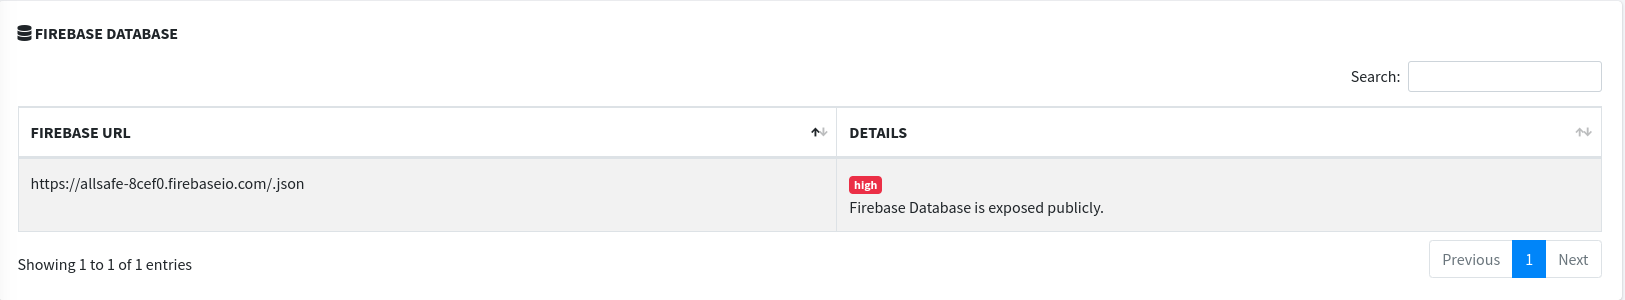 FIREBASE DATABASE
Search:
FIREBASE URL
DETAILS
https://allsafe-8cef0.firebaseio.com/.json
high
Firebase Database is exposed publicly.
Showing 1 to 1 of 1 entries
Previous 1 Next